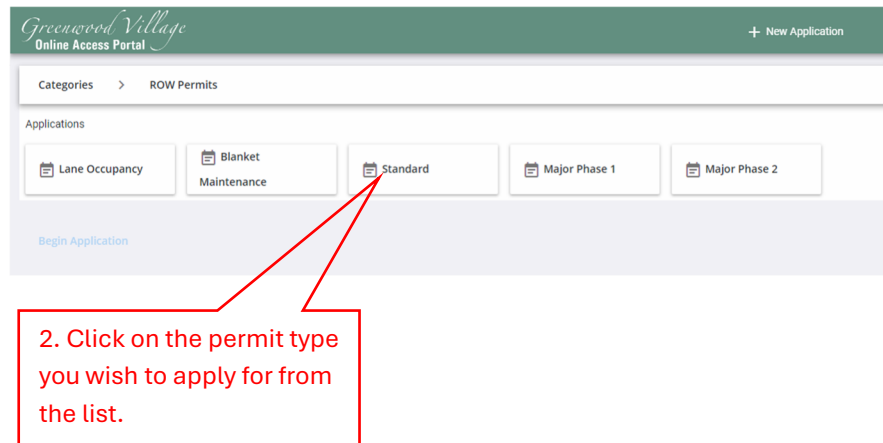 Greenwood Village
Online Access Portal
+ New Application
Categories > ROW Permits
Applications
Lane Occupancy
Blanket
Maintenance
Standard
Major Phase 1
Major Phase 2
Begin Application
2. Click on the permit type
you wish to apply for from
the list.